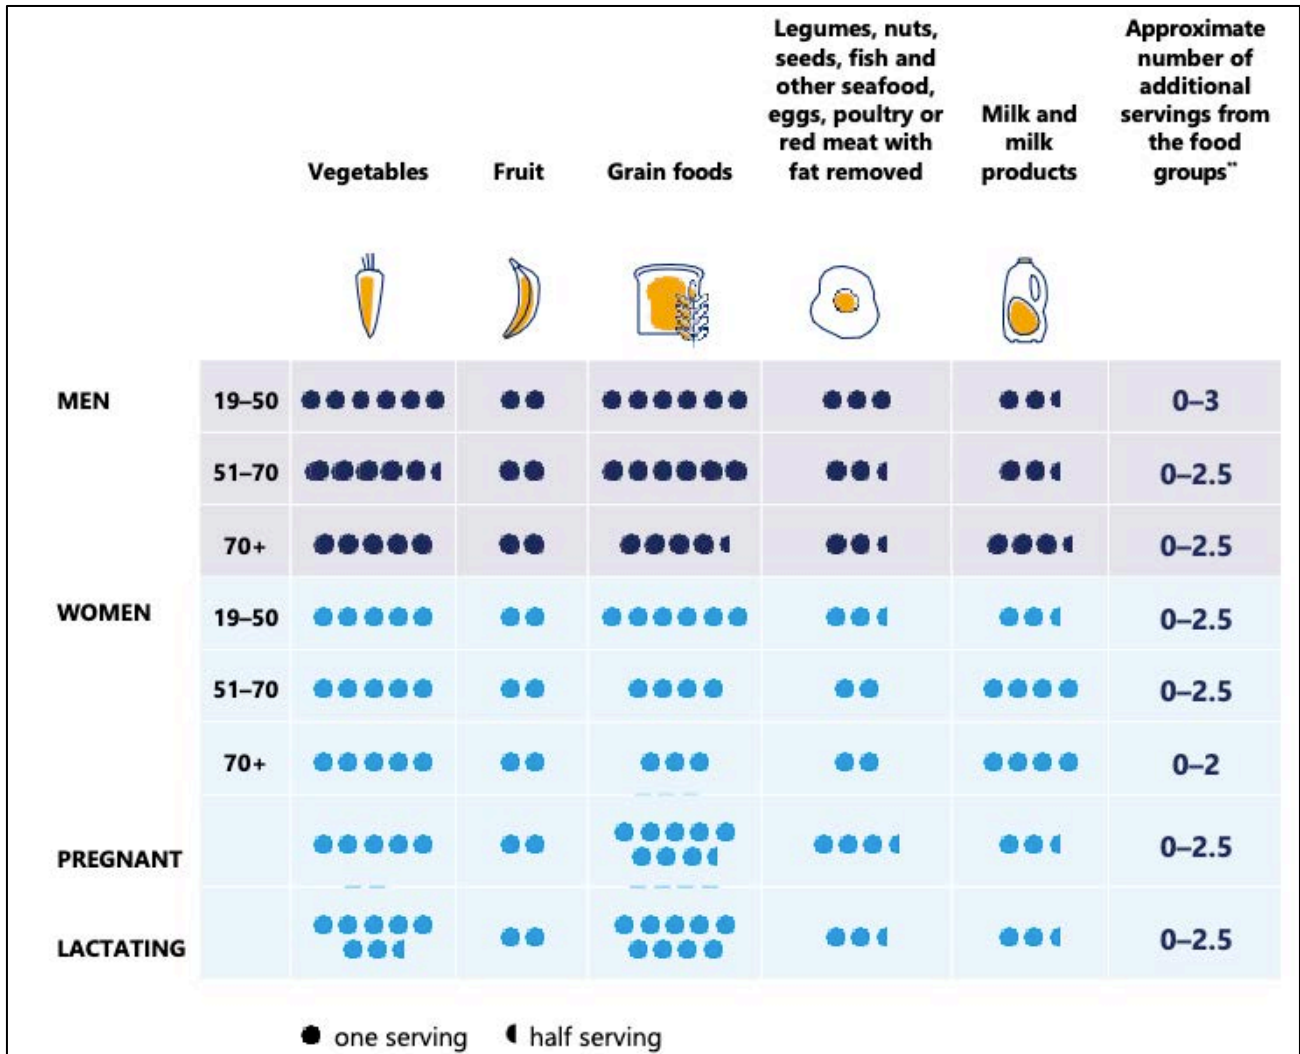 Legumes, nuts,
seeds, fish and
other seafood,
eggs, poultry or
red meat with
fat removed
Approximate
number of
additional
servings from
the food
groups**
Milk and
milk
products
Vegetables
Fruit
Grain foods
MEN
19–50
0–3
51–70
0–2.5
70+
0–2.5
WOMEN
19–50
0–2.5
51–70
0–2.5
70+
0–2
PREGNANT
0–2.5
LACTATING
0–2.5
one serving
half serving